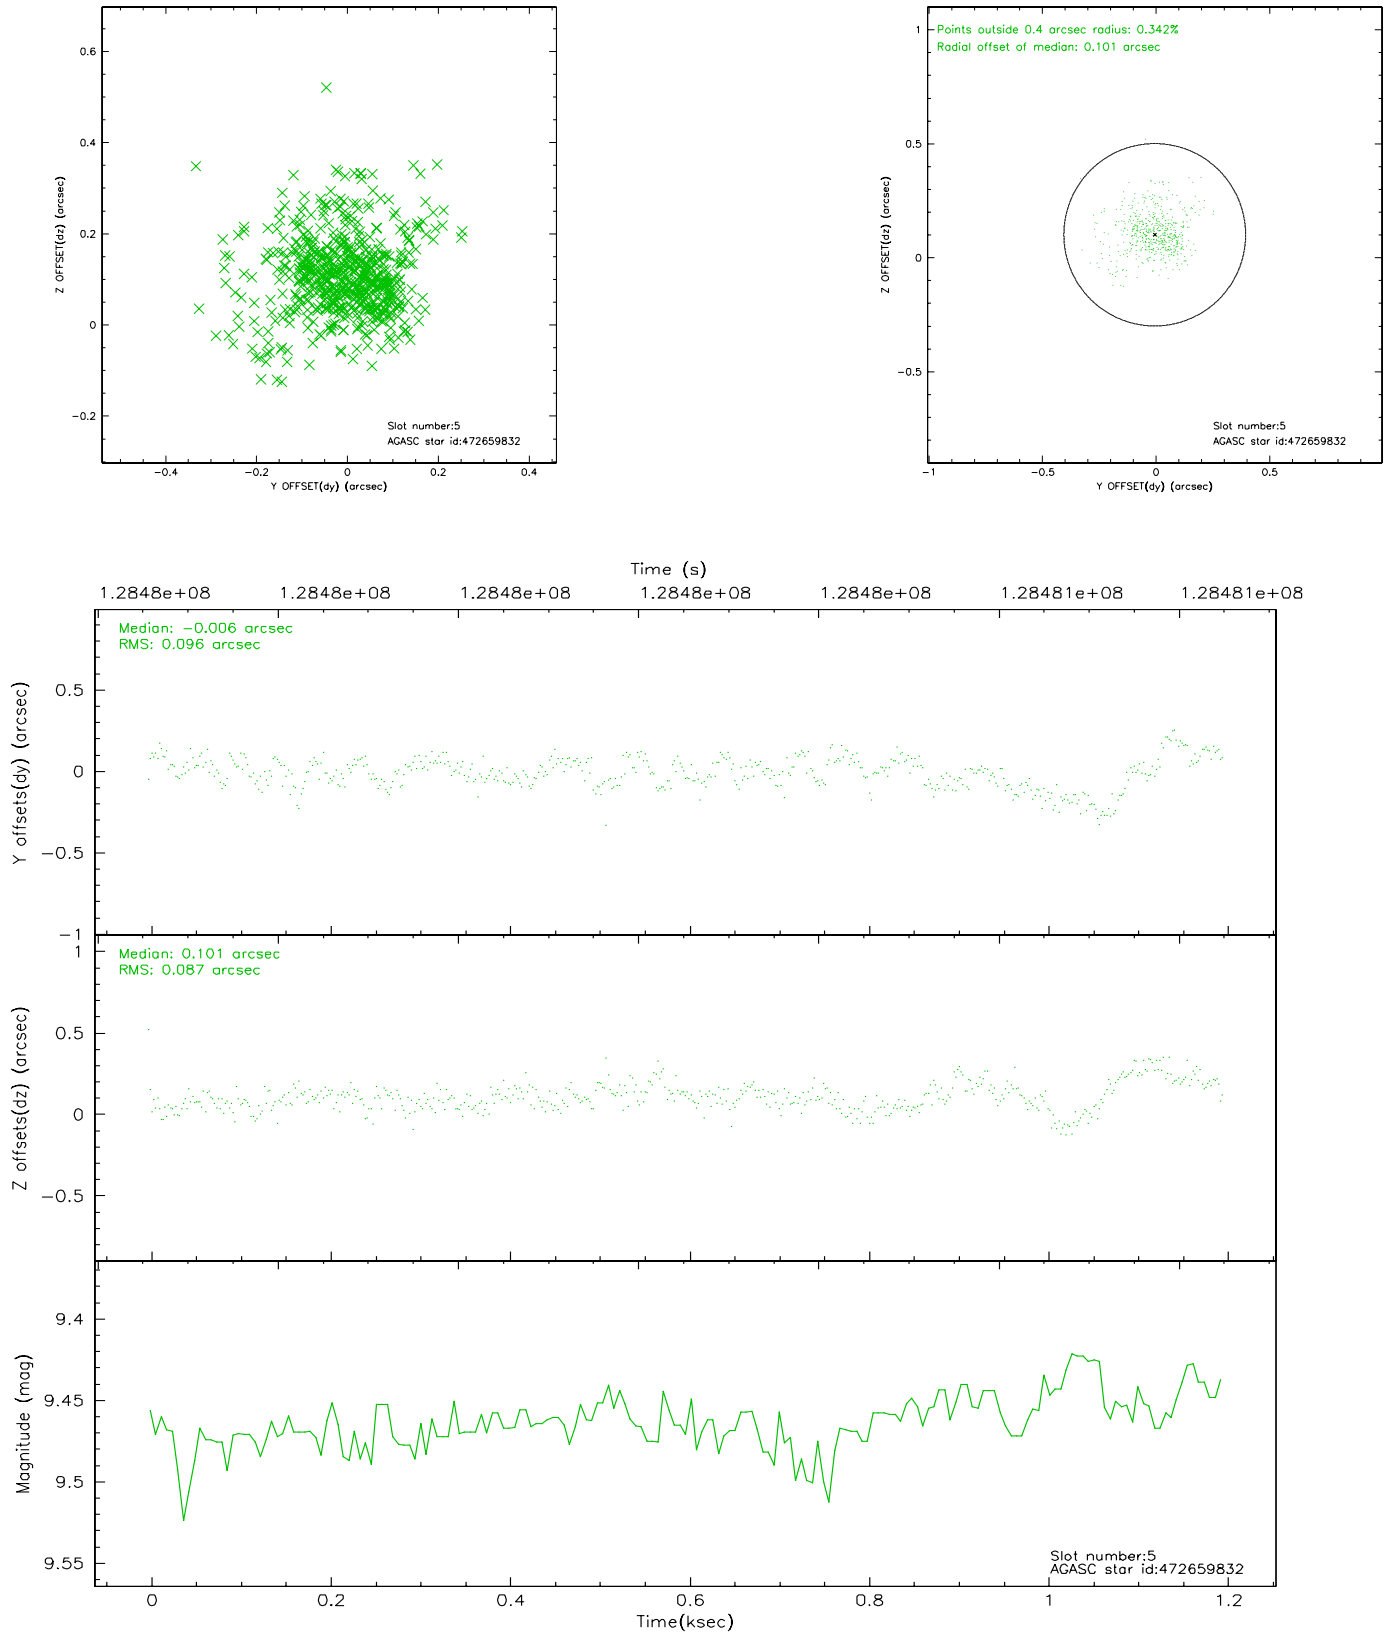 0.6
0.4
0.2
0
-0.2
Z OFFSET(dz) (arcsec)
Slot number:5
AGASC star id:472659832
-0.4 -0.2 0 0.2 0.4
Y OFFSET(dy) (arcsec)
Points outside 0.4 arcsec radius: 0.342%
Radial offset of median: 0.101 arcsec
1
0.5
0
-0.5
Z OFFSET(dz) (arcsec)
Slot number:5
AGASC star id:472659832
-1 -0.5 0 0.5
Y OFFSET(dy) (arcsec)
Time (s)
1.2848e+08 1.2848e+08 1.2848e+08 1.2848e+08 1.2848e+08 1.28481e+08 1.28481e+08
Median: -0.006 arcsec
RMS: 0.096 arcsec
0.5
0
-0.5
-1
Y offsets(dy) (arcsec)
Median: 0.101 arcsec
RMS: 0.087 arcsec
1
0.5
0
-0.5
Z offsets(dz) (arcsec)
9.4
9.45
9.5
9.55
Magnitude (mag)
Slot number:5
AGASC star id:472659832
0 0.2 0.4 0.6 0.8 1 1.2
Time(ksec)